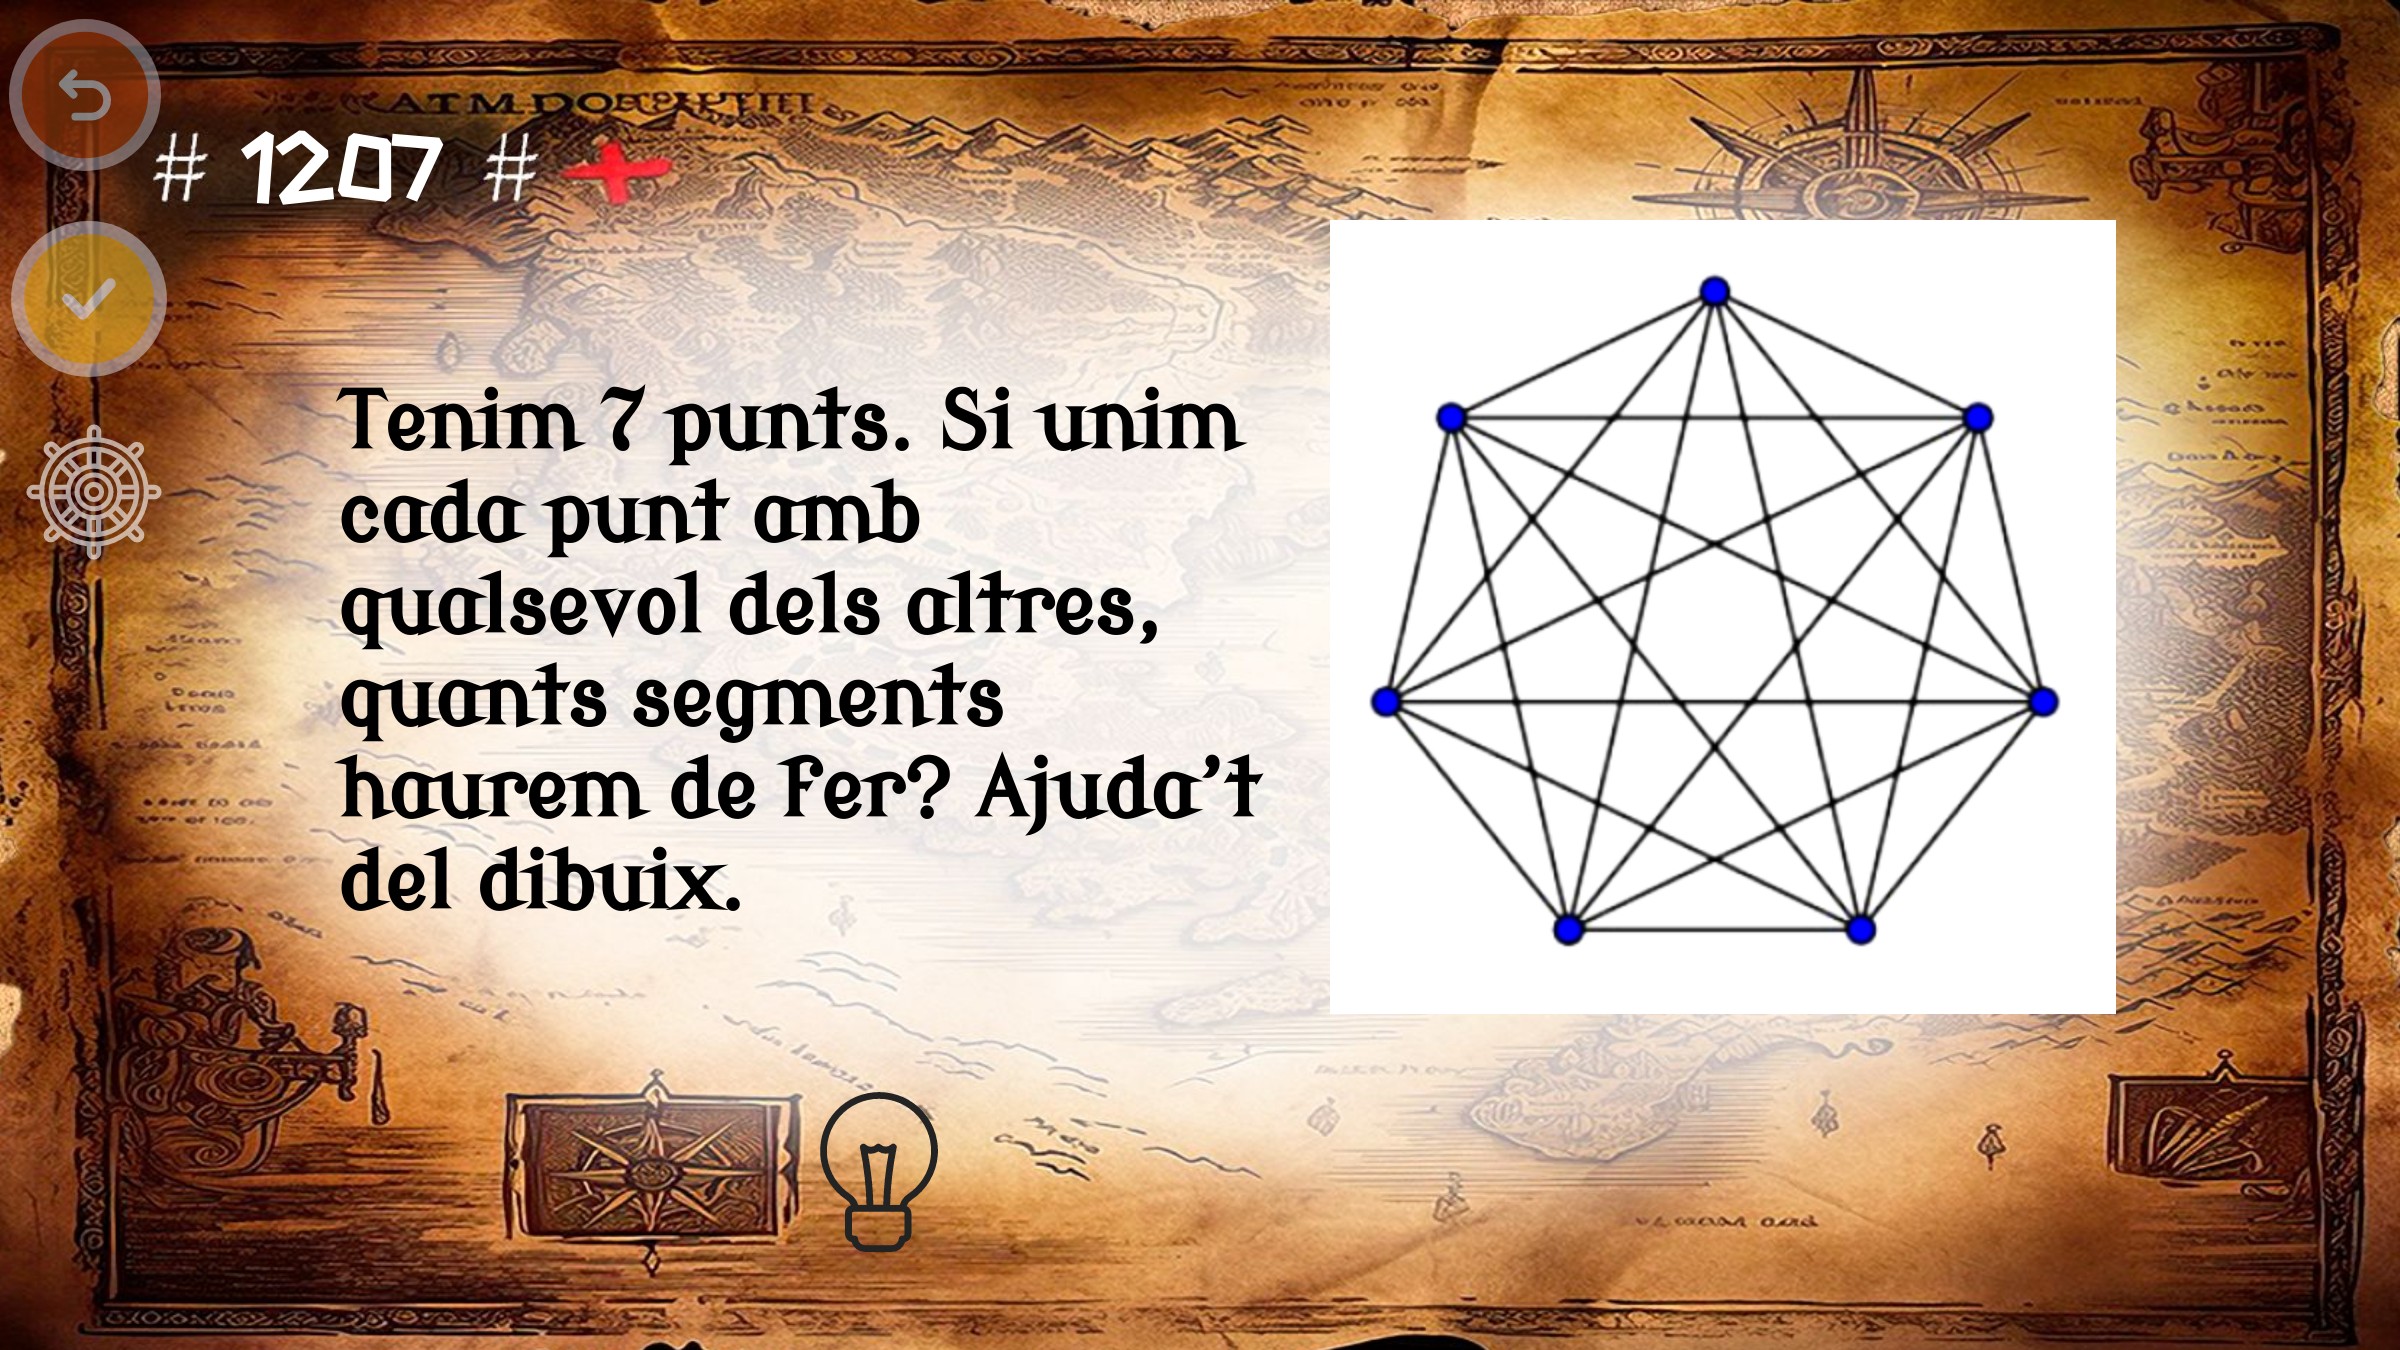 # 1207 #
Tenim 7 punts. Si unim
cada punt amb
qualsevol dels altres,
quants segments
haurem de fer? Ajuda't
del dibuix.